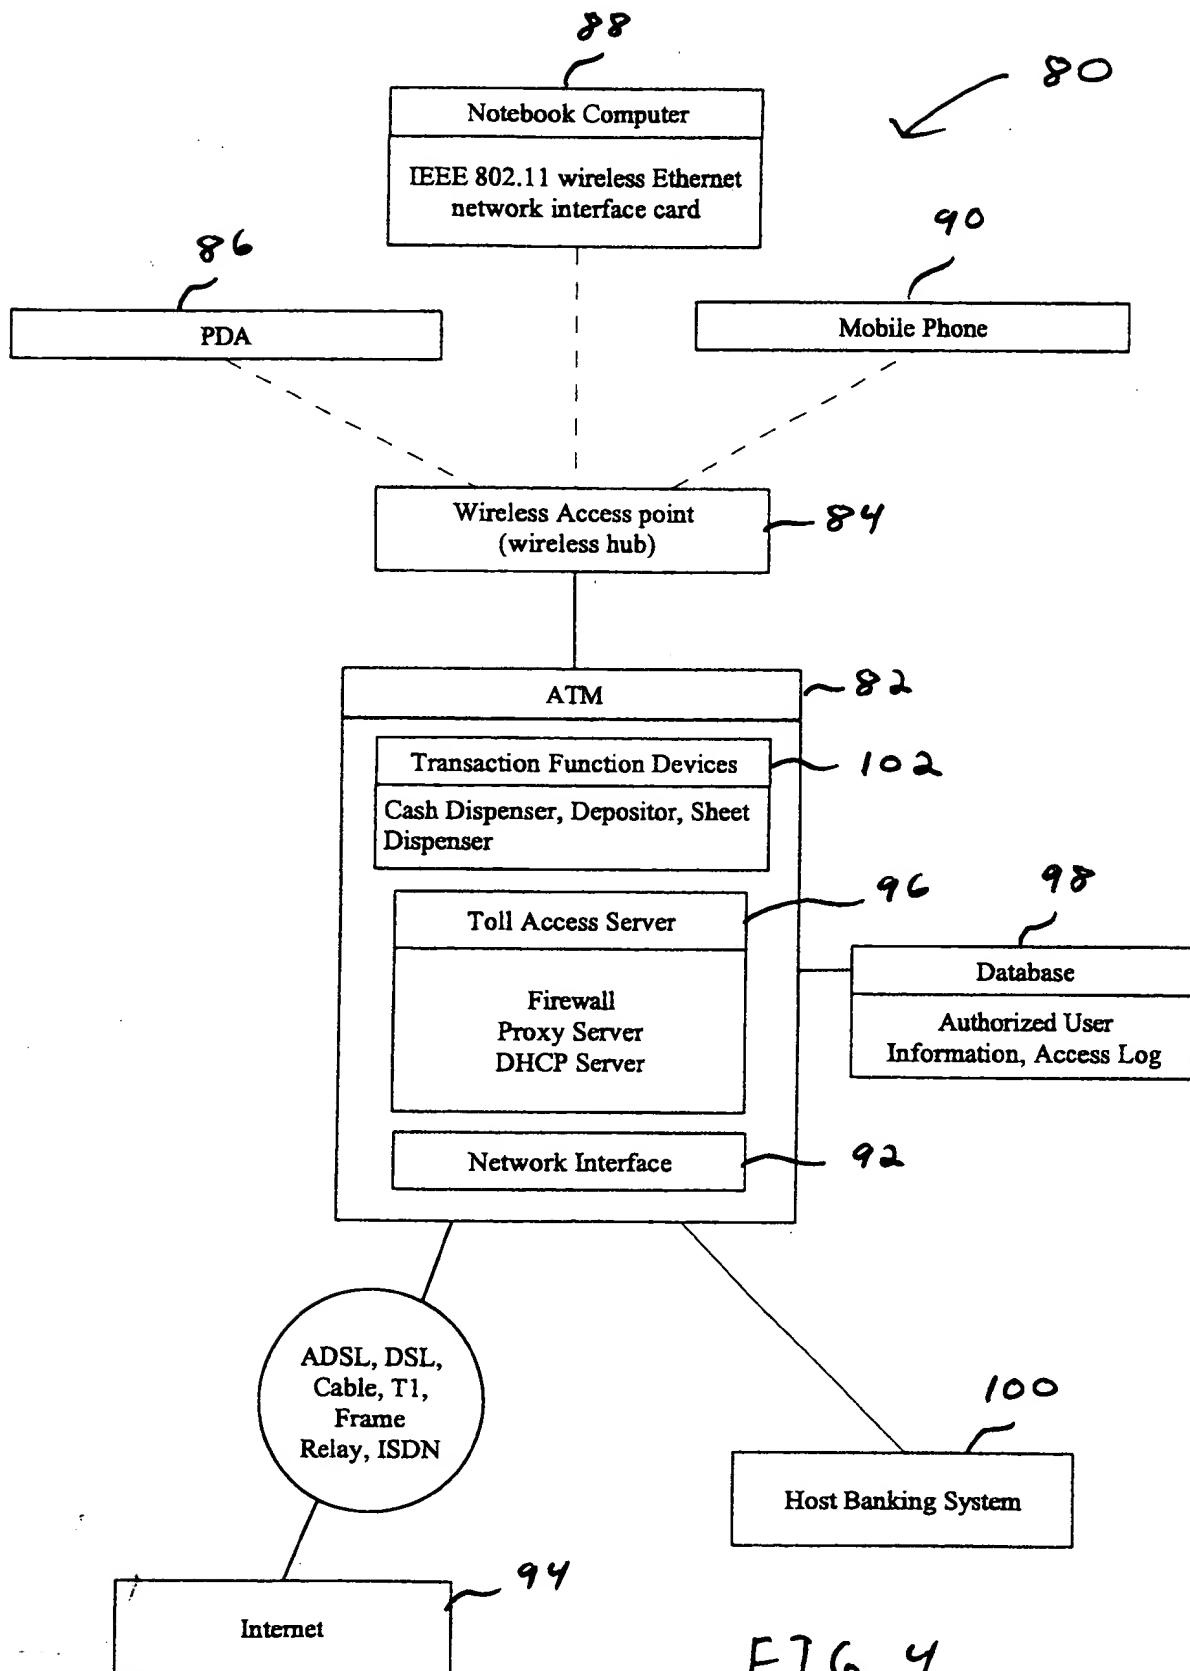 88
80
Notebook Computer
IEEE 802.11 wireless Ethernet
network interface card
90
86
PDA
Mobile Phone
Wireless Access point
(wireless hub)
84
ATM
82
Transaction Function Devices
102
Cash Dispenser, Depositor, Sheet
Dispenser
96
98
Toll Access Server
Database
Firewall
Proxy Server
DHCP Server
Authorized User
Information, Access Log
Network Interface
92
ADSL, DSL,
Cable, T1,
Frame
Relay, ISDN
100
Host Banking System
94
Internet
FIG 4